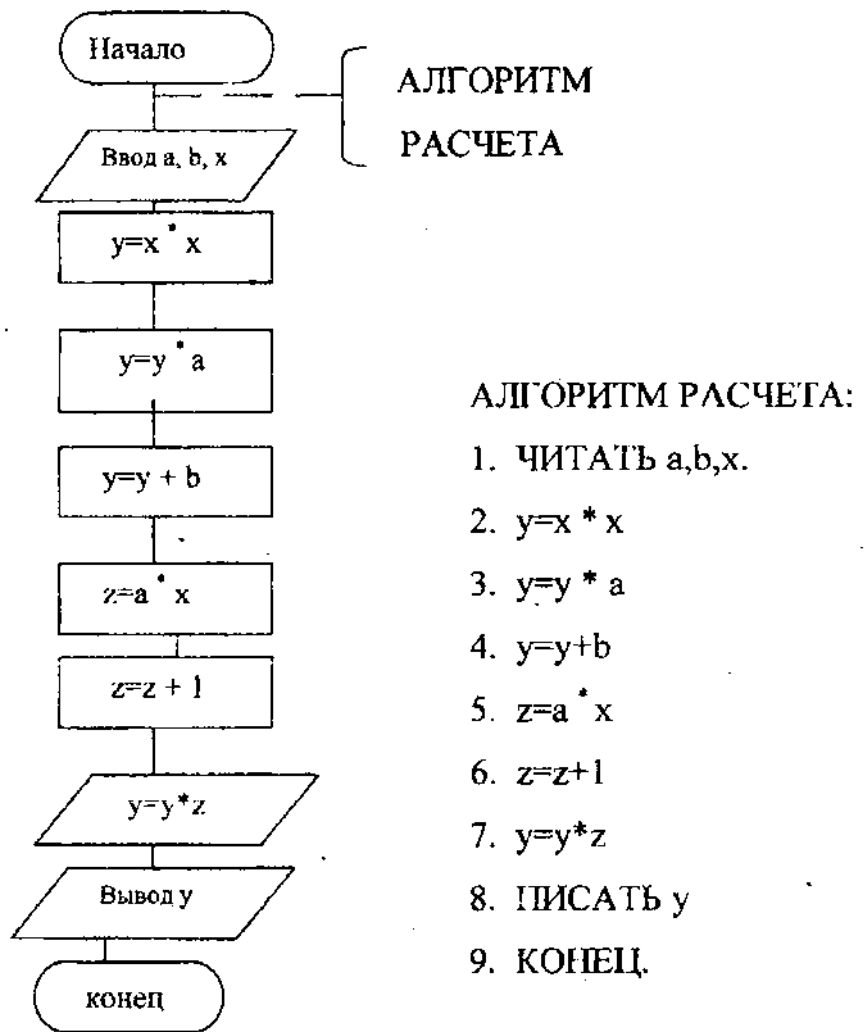 Начало
АЛГОРИТМ
РАСЧЕТА
Ввод a, b, x
y=x * x
y=y * a
y=y + b
z=a * x
z=z + 1
y=y*z
Вывод y
конец
АЛГОРИТМ РАСЧЕТА:
1. ЧИТАТЬ a,b,x.
2. y=x * x
3. y=y * a
4. y=y+b
5. z=a * x
6. z=z+1
7. y=y*z
8. ПИСАТЬ y
9. КОНЕЦ.